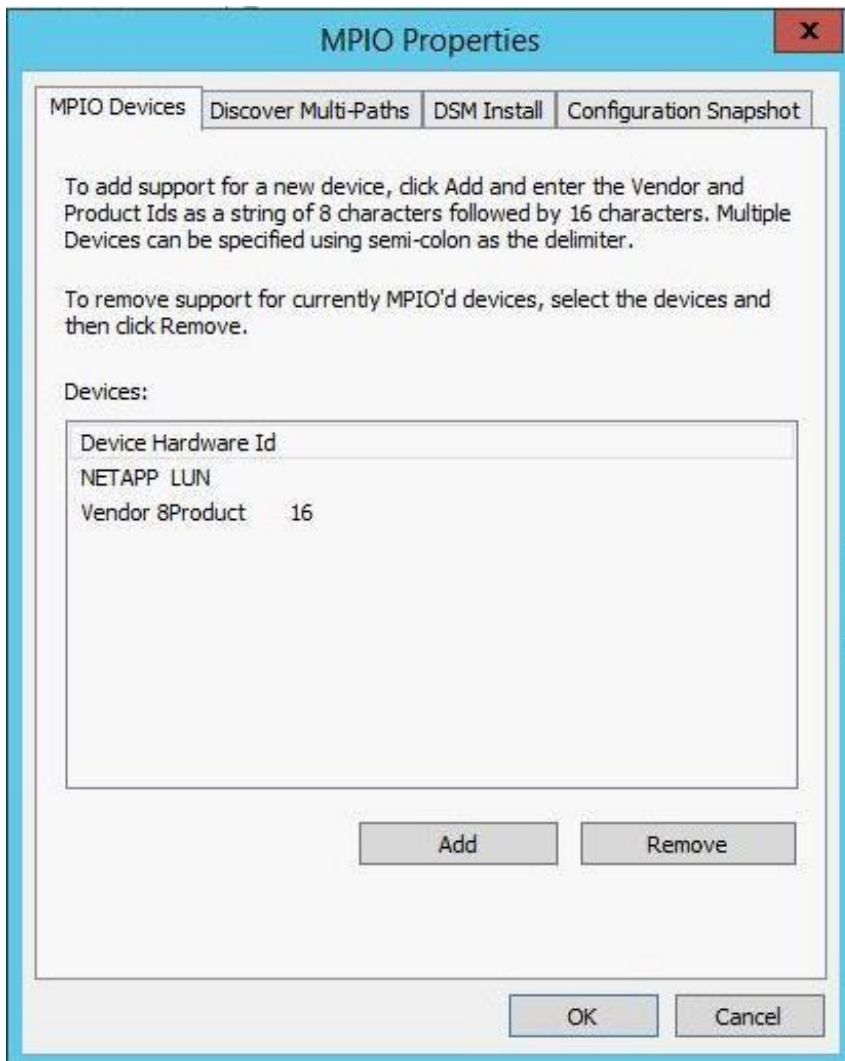 MPIO Properties
x
MPIO Devices Discover Multi-Paths DSM Install Configuration Snapshot
To add support for a new device, click Add and enter the Vendor and
Product Ids as a string of 8 characters followed by 16 characters. Multiple
Devices can be specified using semi-colon as the delimiter.
To remove support for currently MPIO'd devices, select the devices and
then click Remove.
Devices:
Device Hardware Id
NETAPP  LUN
Vendor 8Product       16
Add Remove
OK Cancel